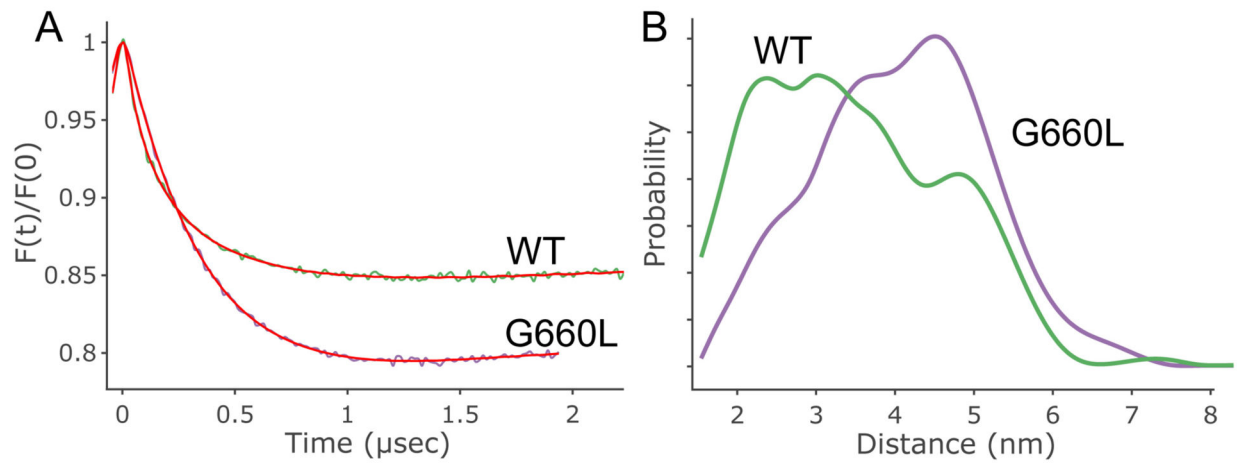 A
F(t)/F(0)
1
0.95
0.9
0.85
0.8
WT
G660L
0
0.5
1
1.5
2
Time (μsec)
B
Probability
WT
G660L
2
3
4
5
6
7
8
Distance (nm)